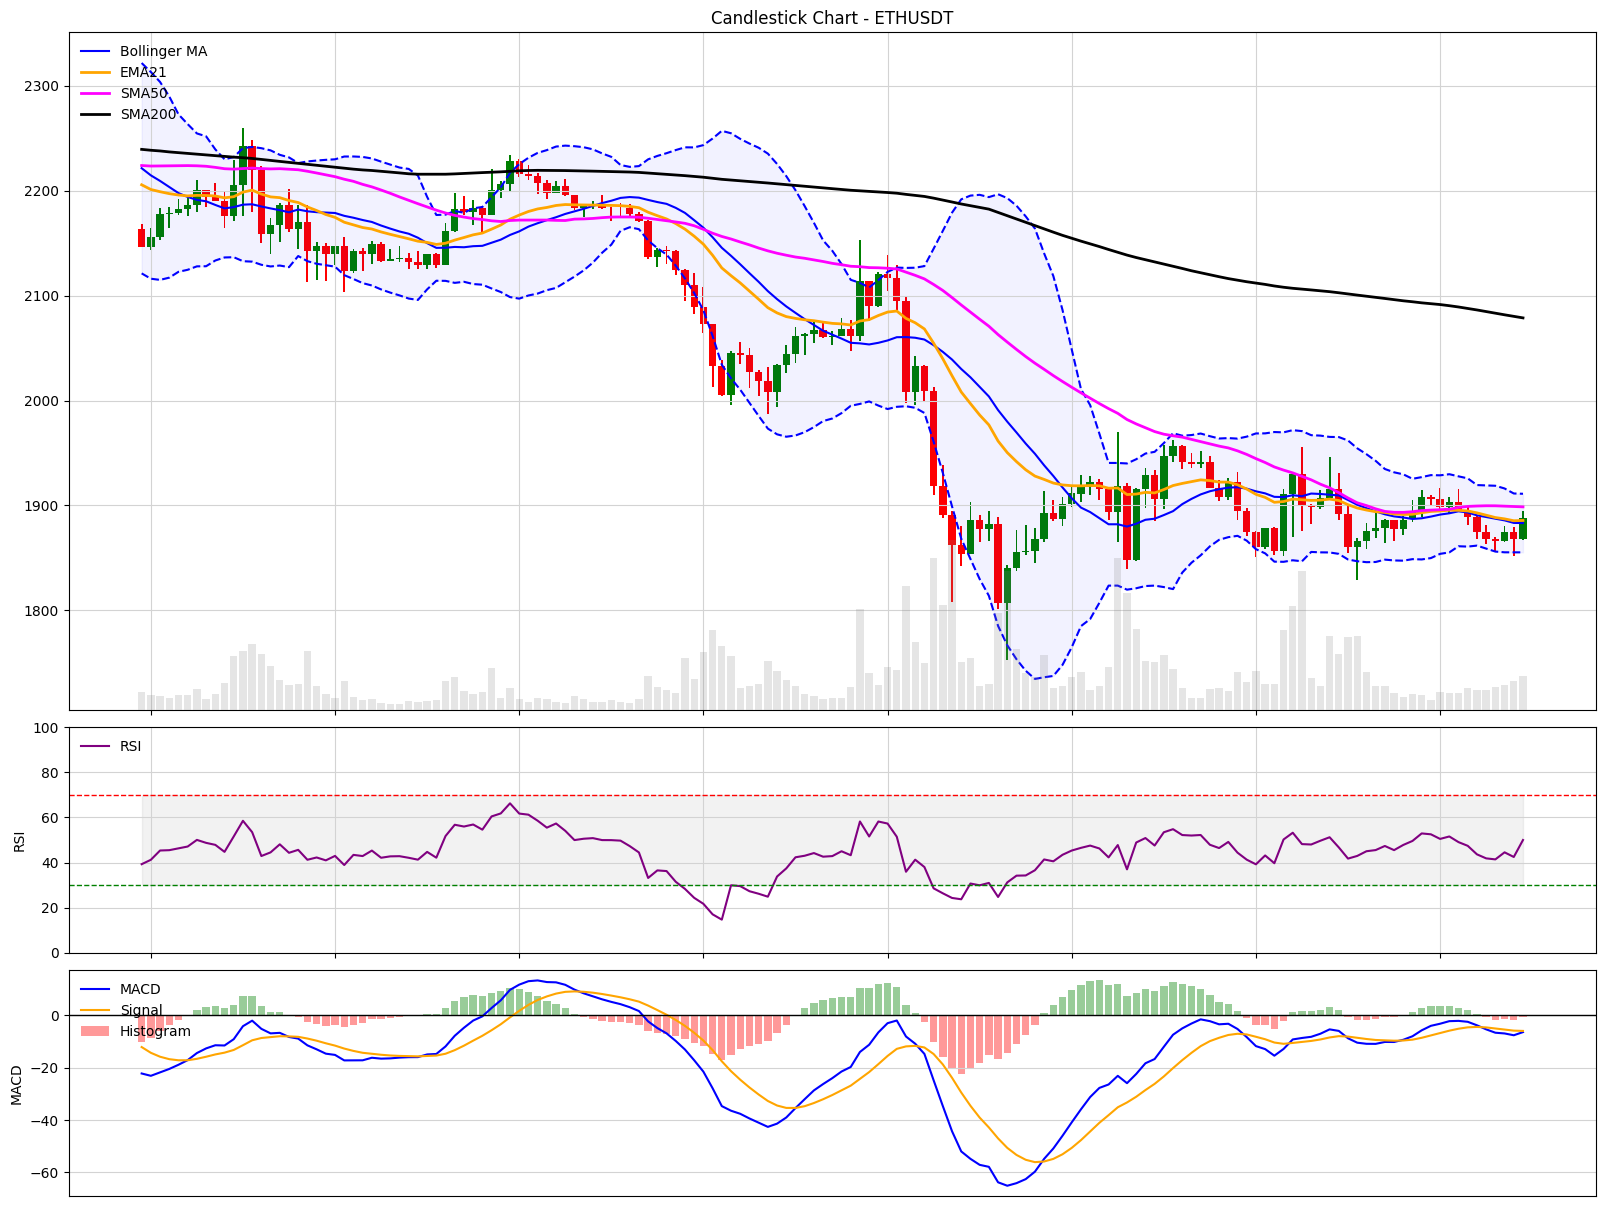 Candlestick Chart - ETHUSDT
Bollinger MA
EMA21
SMA50
SMA200
2300
2200
2100
2000
1900
1800
RSI
100
80
60
40
20
0
RSI
MACD
Signal
Histogram
0
−20
−40
−60
MACD